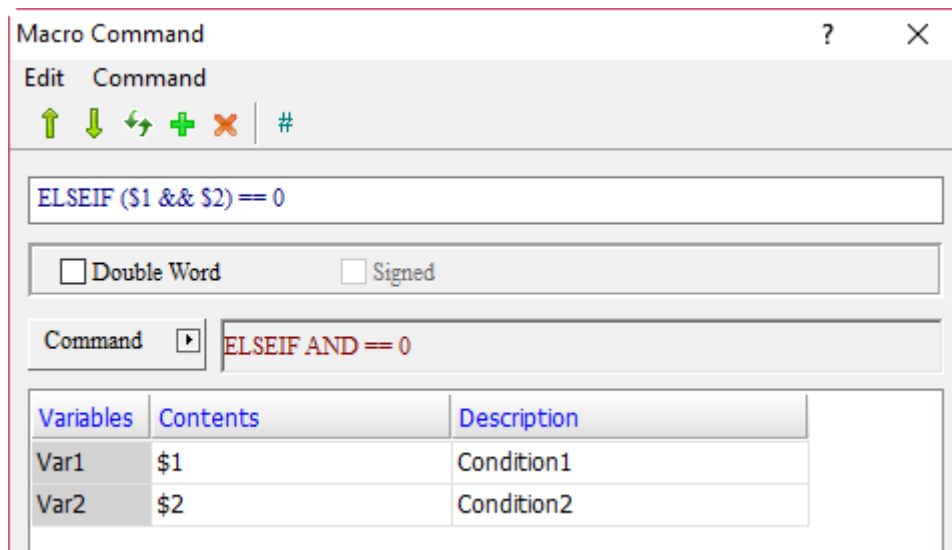 Macro Command ?
Edit Command
#
ELSEIF ($1 && $2) == 0
Double Word Signed
Command ELSEIF AND == 0
Variables Contents Description
Var1 $1 Condition1
Var2 $2 Condition2